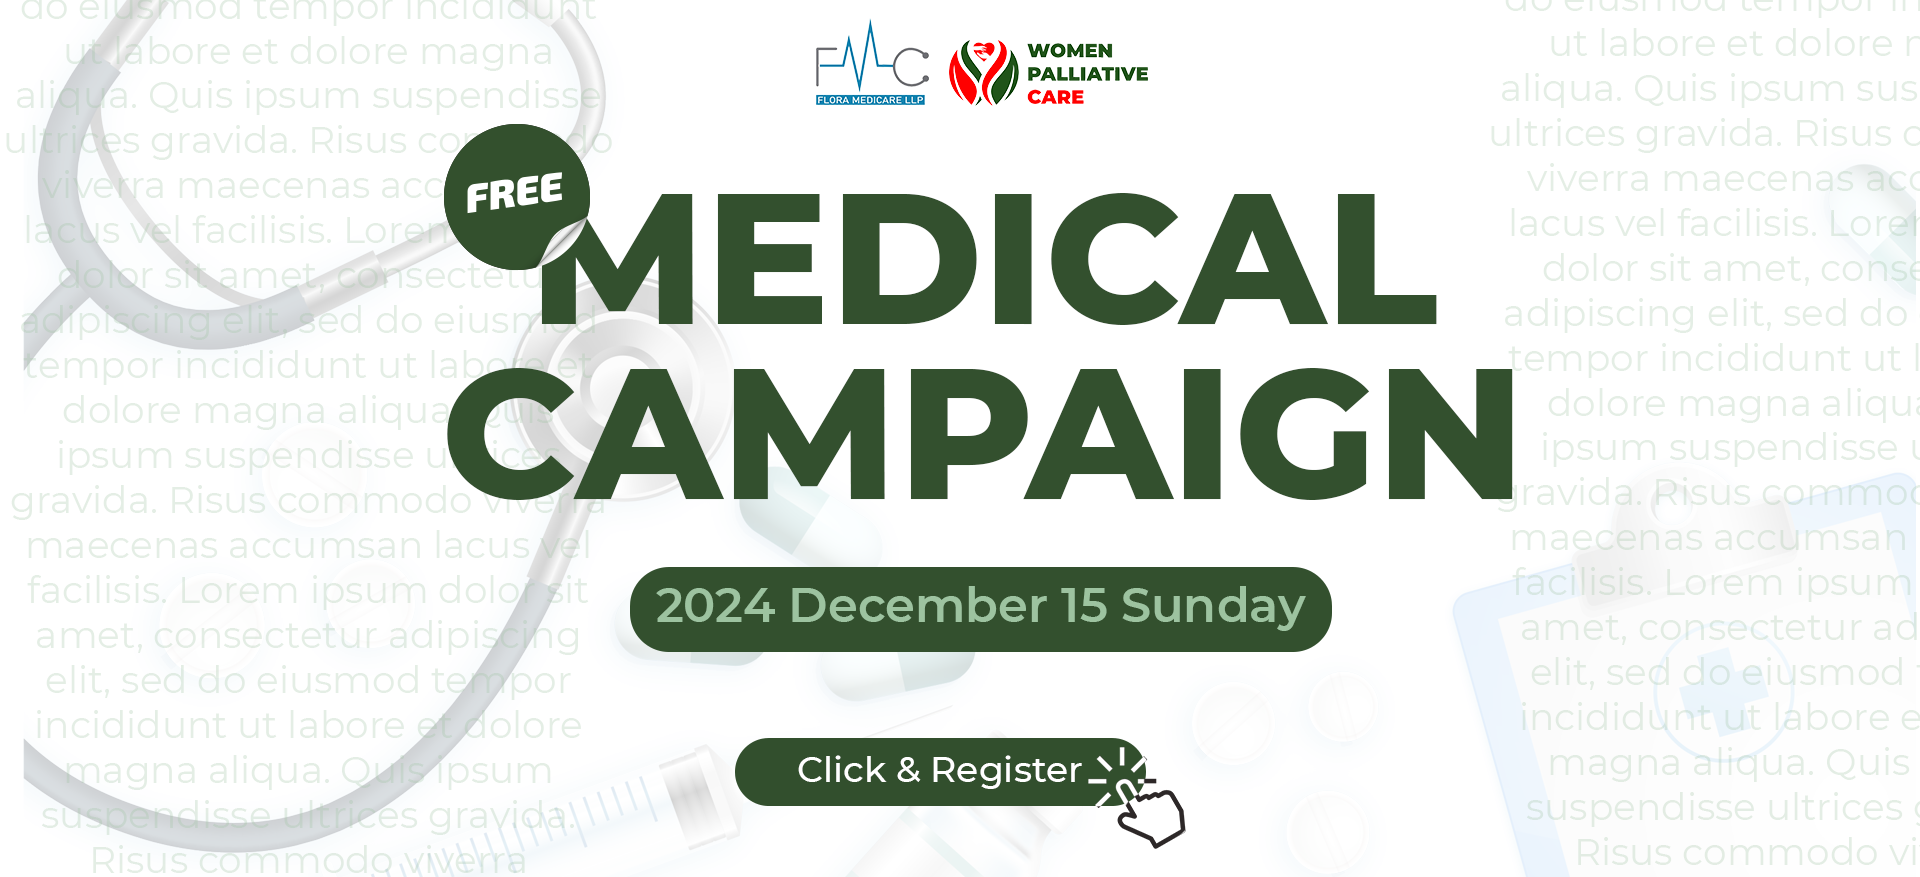 FMC
FLORA MEDICARE LLP
WOMEN
PALLIATIVE
CARE
FREE
MEDICAL
CAMPAIGN
2024 December 15 Sunday
Click & Register
do eiusmod tempor incididunt
ut labore et dolore magna
aliqua. Quis ipsum suspendisse
ultrices gravida. Risus commodo
viverra maecenas acc
lacus vel facilisis. Lorem
dolor sit amet, consectetu
adipiscing elit, sed do eiusmod
tempor incididunt ut labore et
dolore magna aliqua. Quis
ipsum suspendisse ultrices
gravida. Risus commodo viverra
maecenas accumsan lacus vel
facilisis. Lorem ipsum dolor sit
amet, consectetur adipiscing
elit, sed do eiusmod tempor
incididunt ut labore et dolore
magna aliqua. Quis ipsum
suspendisse ultrices gravida.
Risus commodo viverra
do eiusmod tempor in
ut labore et dolore m
aliqua. Quis ipsum sus
ultrices gravida. Risus c
viverra maecenas acc
lacus vel facilisis. Lorem
dolor sit amet, conse
adipiscing elit, sed do
tempor incididunt ut l
dolore magna aliqua
ipsum suspendisse u
gravida. Risus commod
maecenas accumsan
facilisis. Lorem ipsum
amet, consectetur ad
elit, sed do eiusmod t
incididunt ut labore e
magna aliqua. Quis
suspendisse ultrices g
Risus commodo vi